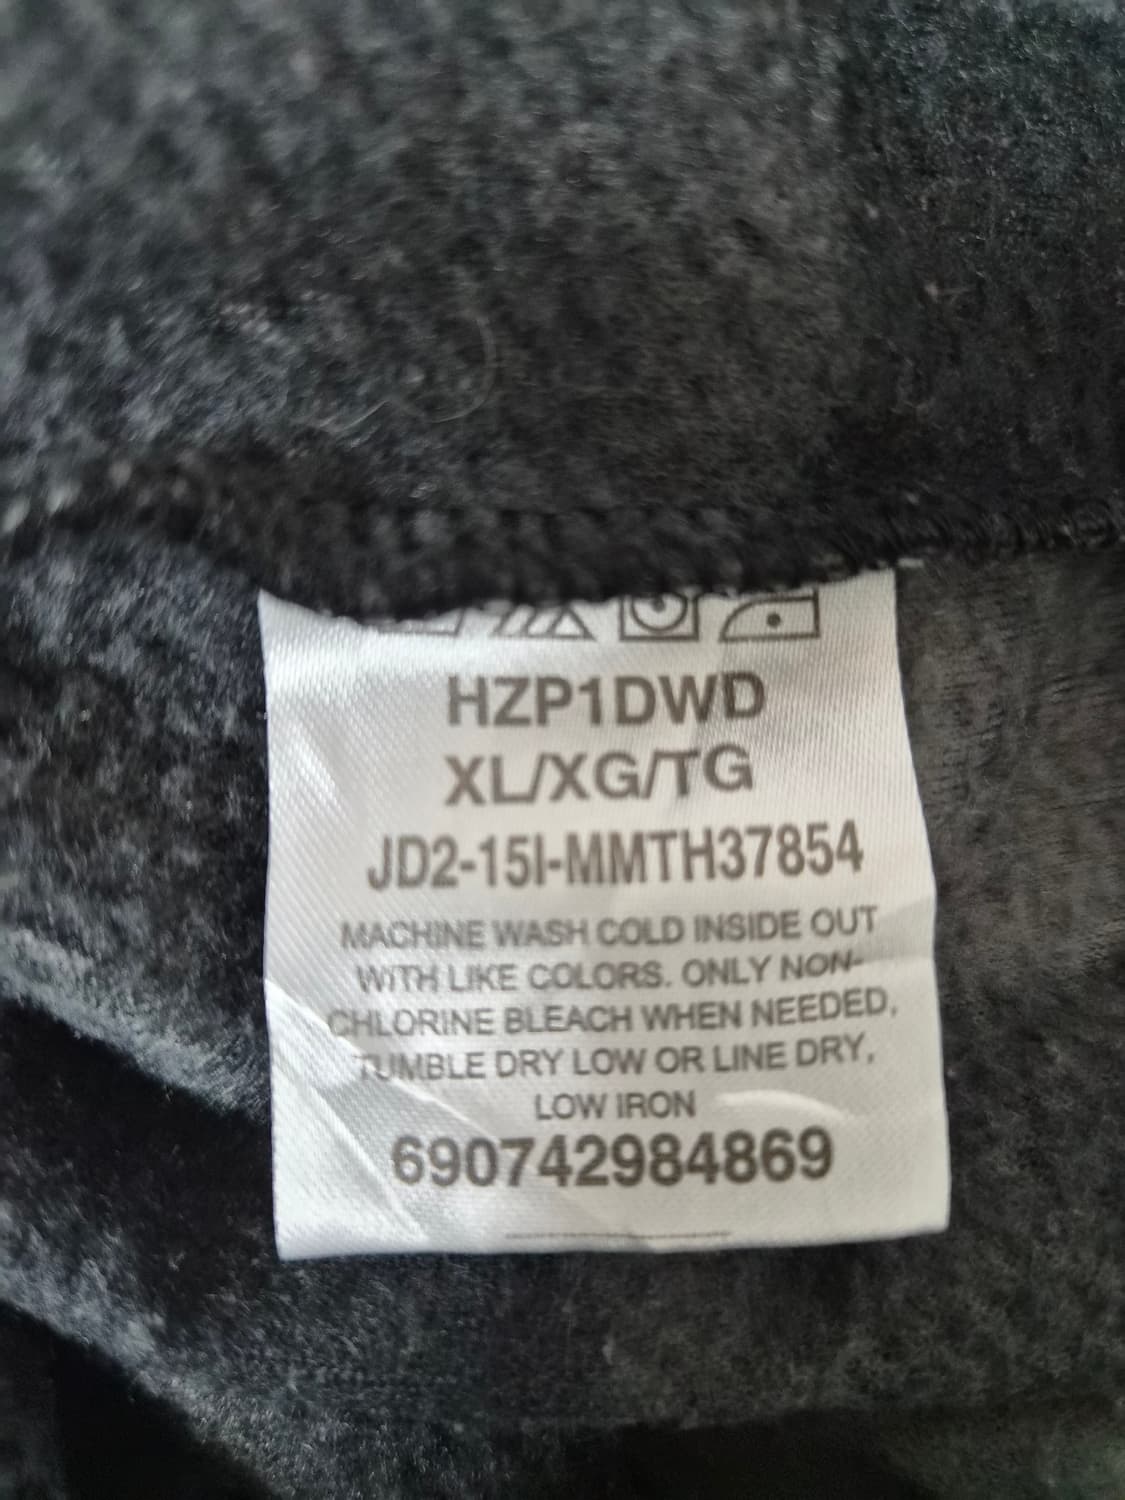 HZP1DWD
XL/XG/TG
JD2-15I-MMTH37854
MACHINE WASH COLD INSIDE OUT
WITH LIKE COLORS. ONLY NON-
CHLORINE BLEACH WHEN NEEDED,
TUMBLE DRY LOW OR LINE DRY,
LOW IRON
690742984869